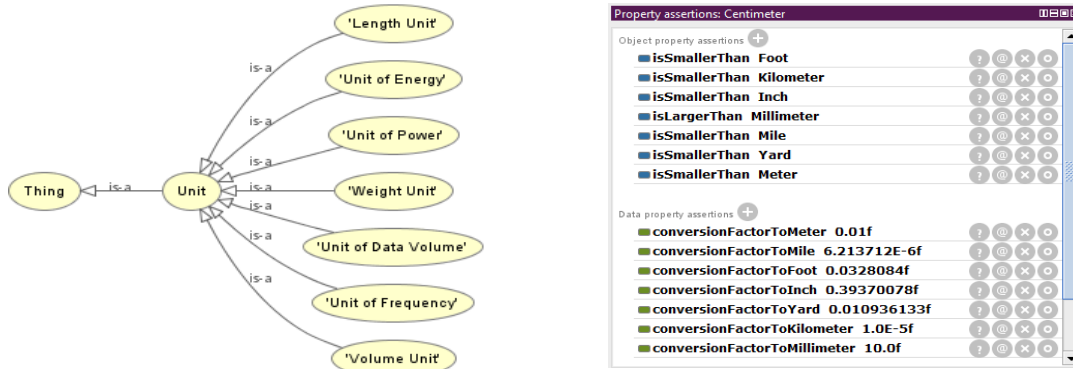 'Length Unit'
is-a
'Unit of Energy'
is-a
'Unit of Power'
is-a
Thing
is-a
Unit
is-a
'Weight Unit'
is-a
'Unit of Data Volume'
is-a
'Unit of Frequency'
is-a
'Volume Unit'
Property assertions: Centimeter
Object property assertions
isSmallerThan Foot
isSmallerThan Kilometer
isSmallerThan Inch
isLargerThan Millimeter
isSmallerThan Mile
isSmallerThan Yard
isSmallerThan Meter
Data property assertions
conversionFactorToMeter 0.01f
conversionFactorToMile 6.213712E-6f
conversionFactorToFoot 0.0328084f
conversionFactorToInch 0.39370078f
conversionFactorToYard 0.010936133f
conversionFactorToKilometer 1.0E-5f
conversionFactorToMillimeter 10.0f